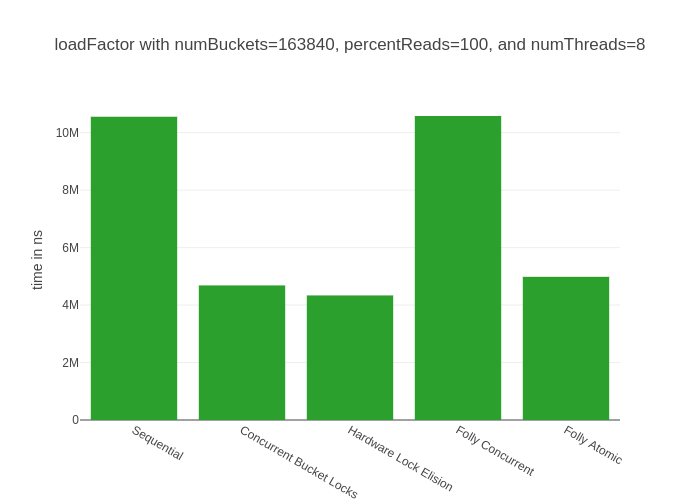 loadFactor with numBuckets=163840, percentReads=100, and numThreads=8
time in ns
10M
8M
6M
4M
2M
0
Sequential
Concurrent Bucket Locks
Hardware Lock Elision
Folly Concurrent
Folly Atomic